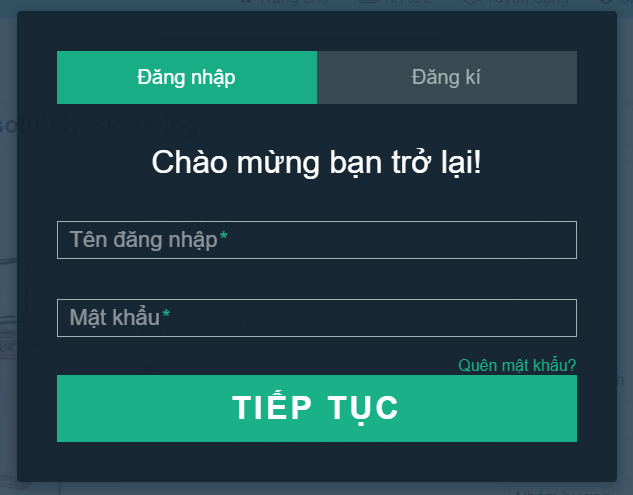 Đăng nhập
Đăng kí
Chào mừng bạn trở lại!
Tên đăng nhập*
Mật khẩu*
Quên mật khẩu?
TIẾP TỤC